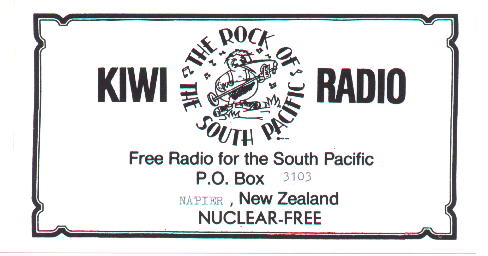 KIWI RADIO
THE ROCK OF
THE SOUTH PACIFIC
Free Radio for the South Pacific
P.O. Box 3103
NAPIER, New Zealand
NUCLEAR-FREE